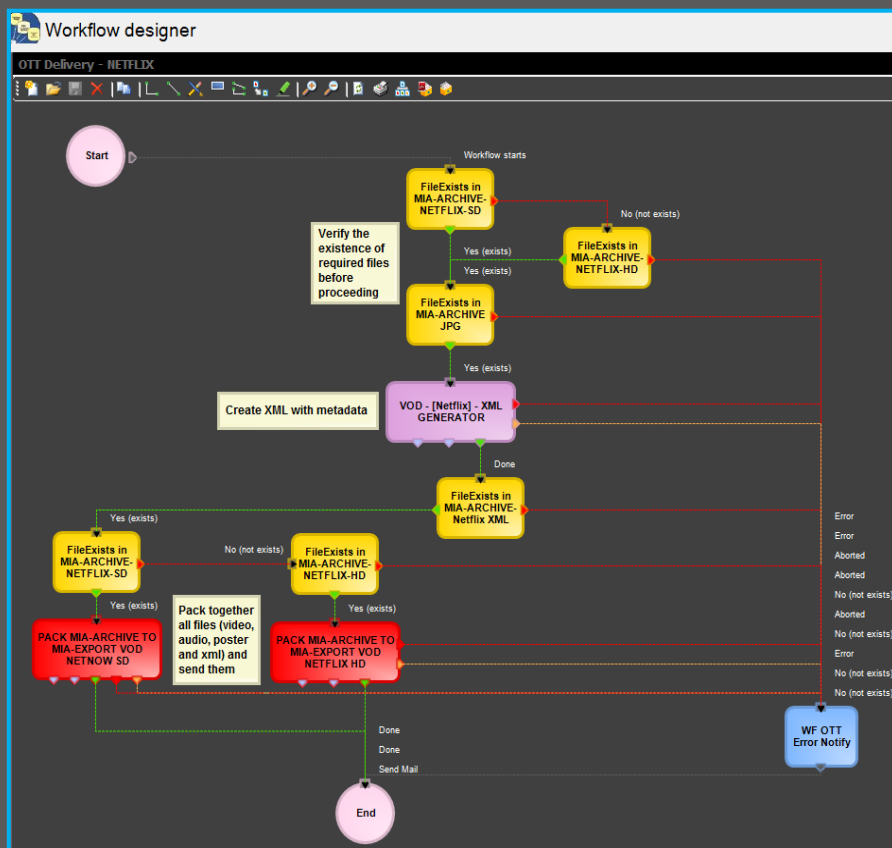 Workflow designer
OTT Delivery - NETFLIX
Start
Workflow starts
FileExists in
MIA-ARCHIVE-
NETFLIX-SD
No (not exists)
Verify the
existence of
required files
before
proceeding
Yes (exists)
Yes (exists)
FileExists in
MIA-ARCHIVE-
NETFLIX-HD
FileExists in
MIA-ARCHIVE
JPG
Yes (exists)
Create XML with metadata
VOD - [Netflix] - XML
GENERATOR
Done
FileExists in
MIA-ARCHIVE-
Netflix XML
Yes (exists)
FileExists in
MIA-ARCHIVE-
NETFLIX-SD
No (not exists)
FileExists in
MIA-ARCHIVE-
NETFLIX-HD
Yes (exists)
Pack together
all files (video,
audio, poster
and xml) and
send them
Yes (exists)
PACK MIA-ARCHIVE TO
MIA-EXPORT VOD
NETNOW SD
PACK MIA-ARCHIVE TO
MIA-EXPORT VOD
NETFLIX HD
Error
Error
Aborted
Aborted
No (not exists)
Aborted
No (not exists)
Error
No (not exists)
No (not exists)
WF OTT
Error Notify
Done
Done
Send Mail
End